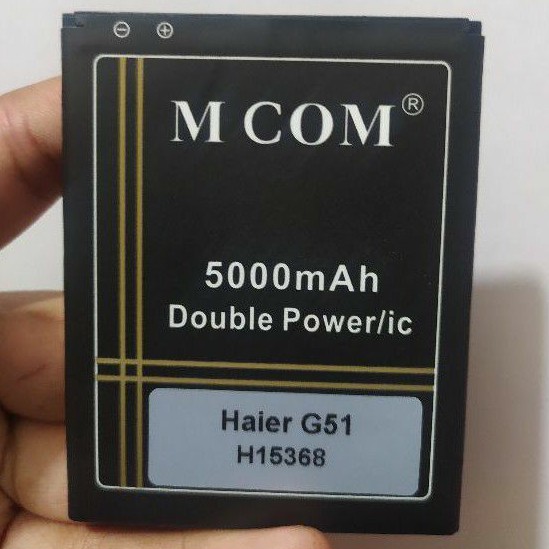 ⊖ ⊕
M COM®
5000mAh
Double Power/ic
Haier G51
H15368